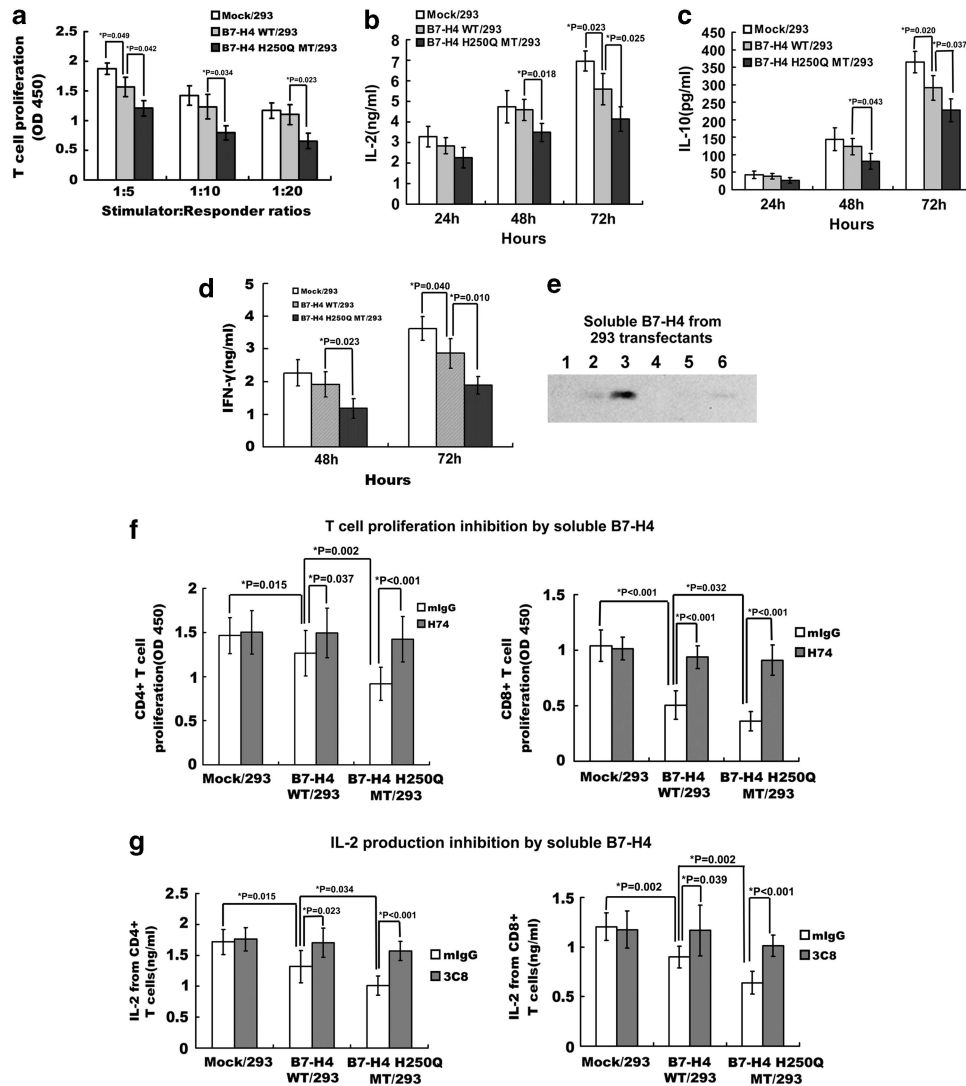 a
T cell proliferation
(OD 450)
2.5
2
1.5
1
0.5
0
Mock/293
B7-H4 WT/293
B7-H4 H250Q MT/293
*P=0.049
*P=0.042
*P=0.034
*P=0.023
1:5
1:10
1:20
Stimulator:Responder ratios
b
IL-2(ng/ml)
9
8
7
6
5
4
3
2
1
0
Mock/293
B7-H4 WT/293
B7-H4 H250Q MT/293
*P=0.023
*P=0.025
*P=0.018
24h
48h
72h
Hours
c
IL-10(pg/ml)
450
400
350
300
250
200
150
100
50
0
Mock/293
B7-H4 WT/293
B7-H4 H250Q MT/293
*P=0.020
*P=0.037
*P=0.043
24h
48h
72h
Hours
d
IFN-γ(ng/ml)
5
4
3
2
1
0
Mock/293
B7-H4 WT/293
B7-H4 H250Q MT/293
*P=0.040
*P=0.010
*P=0.023
48h
72h
Hours
e
Soluble B7-H4 from
293 transfectants
1 2 3 4 5 6
f
T cell proliferation inhibition by soluble B7-H4
CD4+ T cell
proliferation(OD 450)
2
1.5
1
0.5
0
*P=0.002
*P=0.015
*P=0.037
*P<0.001
mIgG
H74
Mock/293
B7-H4
WT/293
B7-H4 H250Q
MT/293
CD8+ T cell
proliferation(OD 450)
1.5
1
0.5
0
*P<0.001
*P=0.032
*P<0.001
*P<0.001
mIgG
H74
Mock/293
B7-H4
WT/293
B7-H4 H250Q
MT/293
g
IL-2 production inhibition by soluble B7-H4
IL-2 from CD4+
T cells(ng/ml)
2.5
2
1.5
1
0.5
0
*P=0.015
*P=0.034
*P=0.023
*P<0.001
mIgG
3C8
Mock/293
B7-H4
WT/293
B7-H4 H250Q
MT/293
IL-2 from CD8+
T cells(ng/ml)
1.5
1
0.5
0
*P=0.002
*P=0.002
*P=0.039
*P<0.001
mIgG
3C8
Mock/293
B7-H4
WT/293
B7-H4 H250Q
MT/293